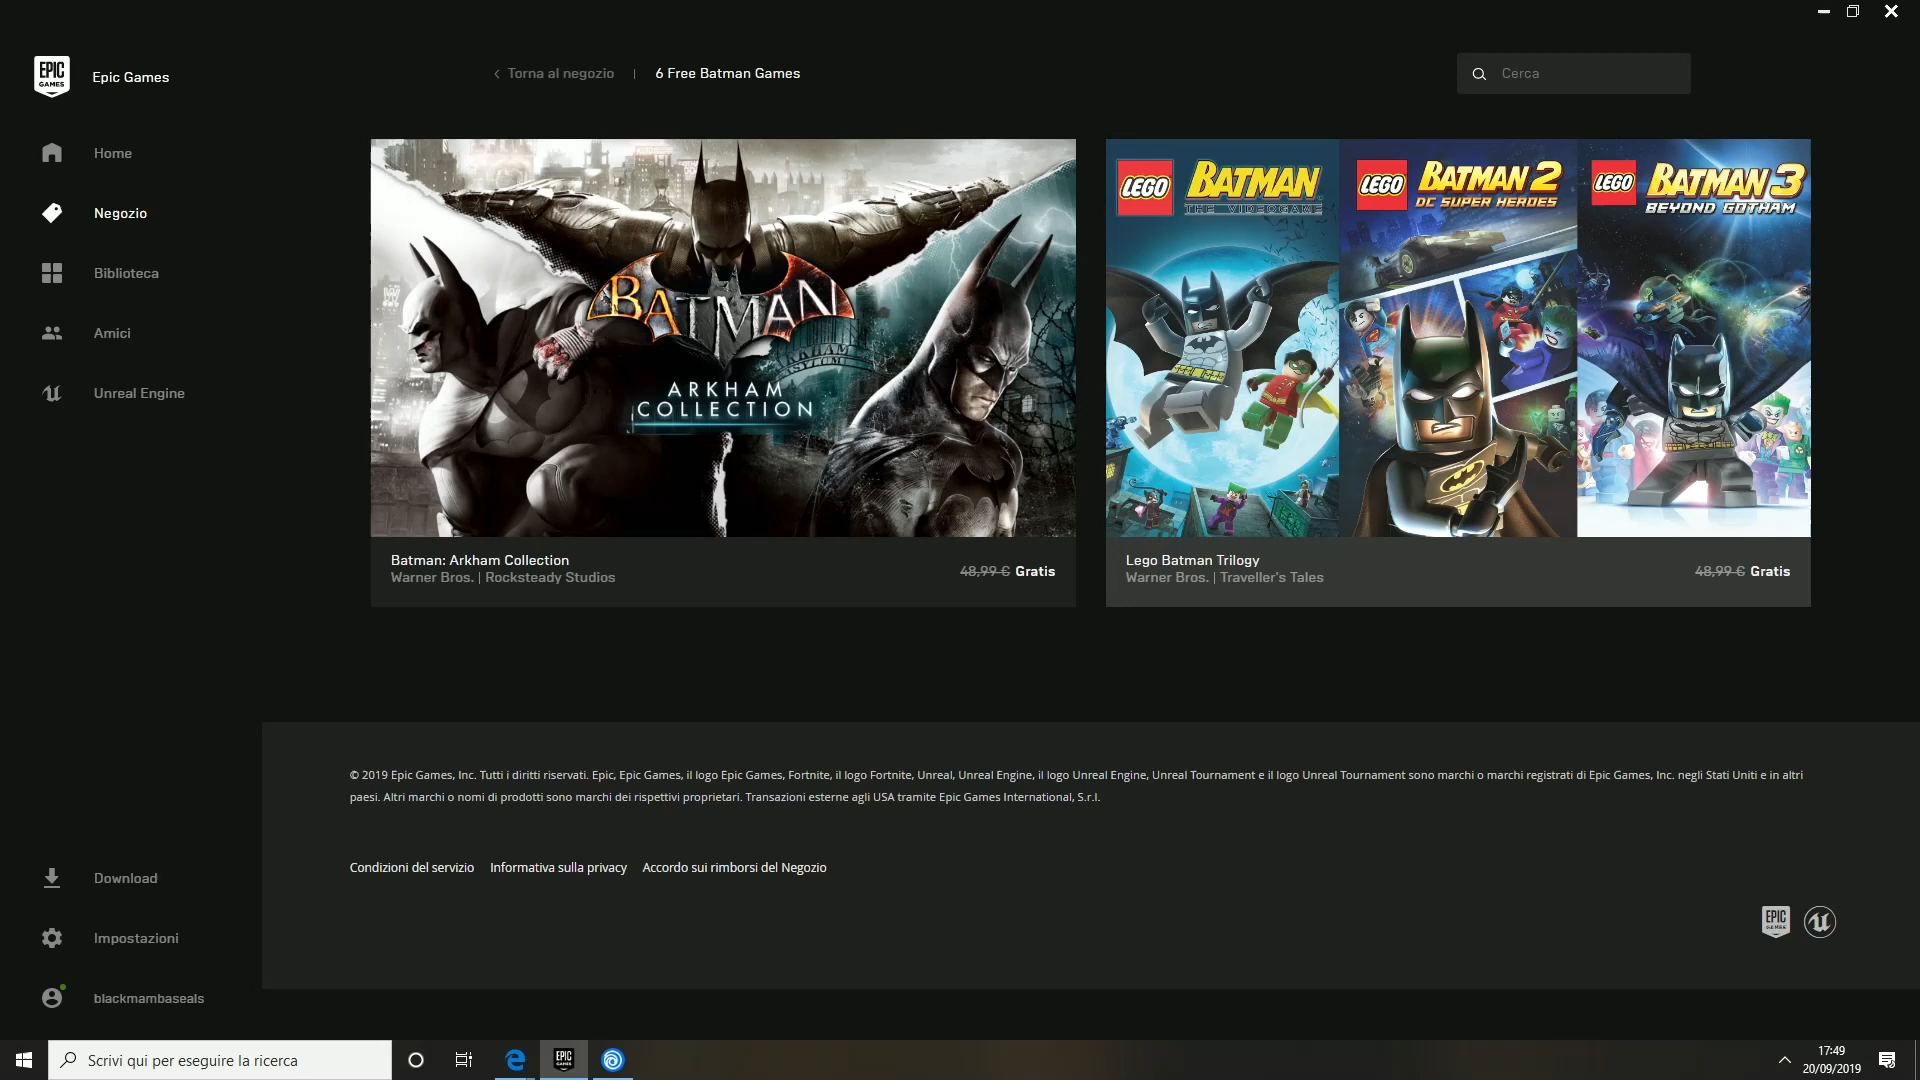 EPIC GAMES
Epic Games
Torna al negozio | 6 Free Batman Games
Cerca
Home
Negozio
Biblioteca
Amici
Unreal Engine
BATMAN
ARKHAM
COLLECTION
LEGO BATMAN
THE VIDEOGAME
LEGO BATMAN 2
DC SUPER HEROES
LEGO BATMAN 3
BEYOND GOTHAM
Batman: Arkham Collection
Warner Bros. | Rocksteady Studios
48,99 € Gratis
Lego Batman Trilogy
Warner Bros. | Traveller's Tales
48,99 € Gratis
© 2019 Epic Games, Inc. Tutti i diritti riservati. Epic, Epic Games, il logo Epic Games, Fortnite, il logo Fortnite, Unreal, Unreal Engine, il logo Unreal Engine, Unreal Tournament e il logo Unreal Tournament sono marchi o marchi registrati di Epic Games, Inc. negli Stati Uniti e in altri
paesi. Altri marchi o nomi di prodotti sono marchi dei rispettivi proprietari. Transazioni esterne agli USA tramite Epic Games International, S.r.l.
Condizioni del servizio Informativa sulla privacy Accordo sui rimborsi del Negozio
Download
EPIC GAMES
Impostazioni
blackmambaseals
Scrivi qui per eseguire la ricerca
EPIC GAMES
17:49
20/09/2019